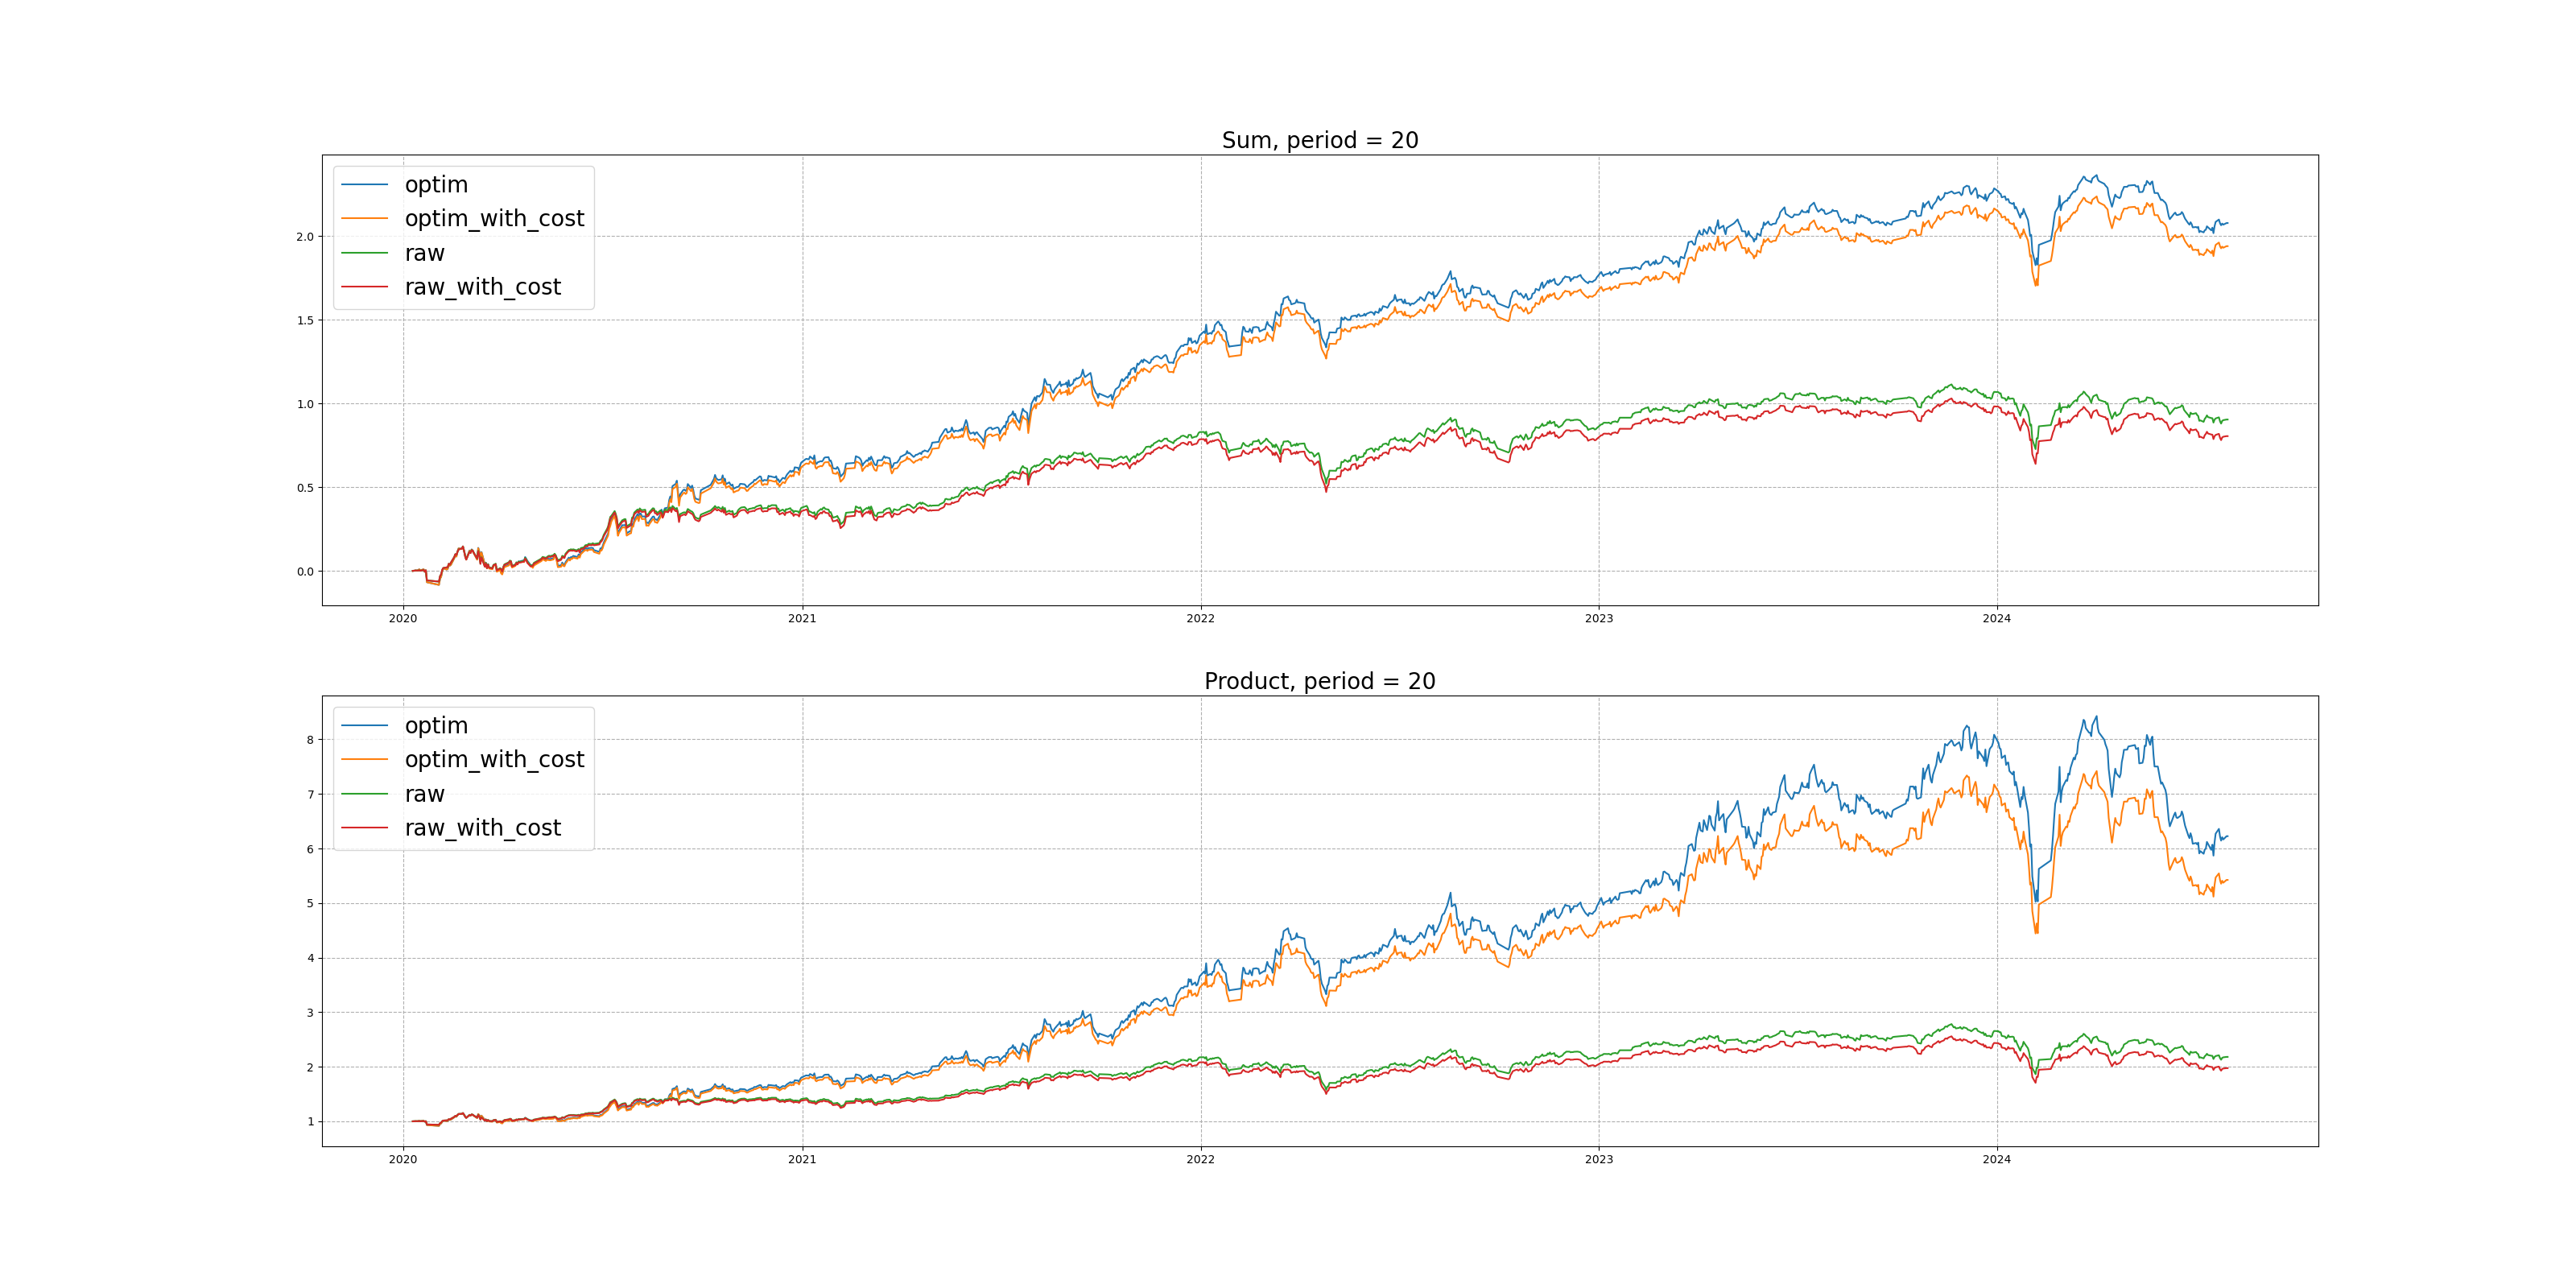 Sum, period = 20
optim
optim_with_cost
raw
raw_with_cost
2.0
1.5
1.0
0.5
0.0
2020 2021 2022 2023 2024
Product, period = 20
optim
optim_with_cost
raw
raw_with_cost
8
7
6
5
4
3
2
1
2020 2021 2022 2023 2024